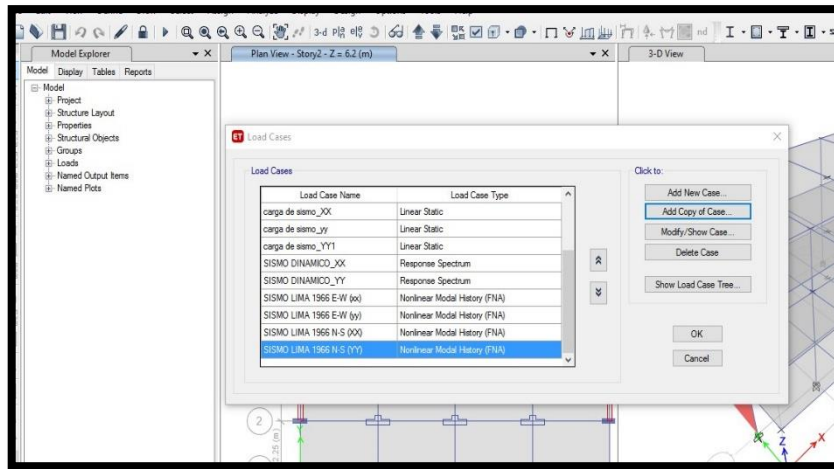 3-d
nd
Model Explorer
Plan View - Story2 - Z = 6.2 (m)
3-D View
Model Display Tables Reports
Model
Project
Structure Layout
Properties
Structural Objects
Groups
Loads
Named Output Items
Named Plots
ET Load Cases
Load Cases
Load Case Name Load Case Type
carga de sismo_XX Linear Static
carga de sismo_yy Linear Static
carga de sismo_YY1 Linear Static
SISMO DINAMICO_XX Response Spectrum
SISMO DINAMICO_YY Response Spectrum
SISMO LIMA 1966 E-W (xx) Nonlinear Modal History (FNA)
SISMO LIMA 1966 E-W (yy) Nonlinear Modal History (FNA)
SISMO LIMA 1966 N-S (XX) Nonlinear Modal History (FNA)
SISMO LIMA 1966 N-S (YY) Nonlinear Modal History (FNA)
Click to:
Add New Case...
Add Copy of Case...
Modify/Show Case...
Delete Case
Show Load Case Tree...
OK
Cancel
2
Y
Z
X